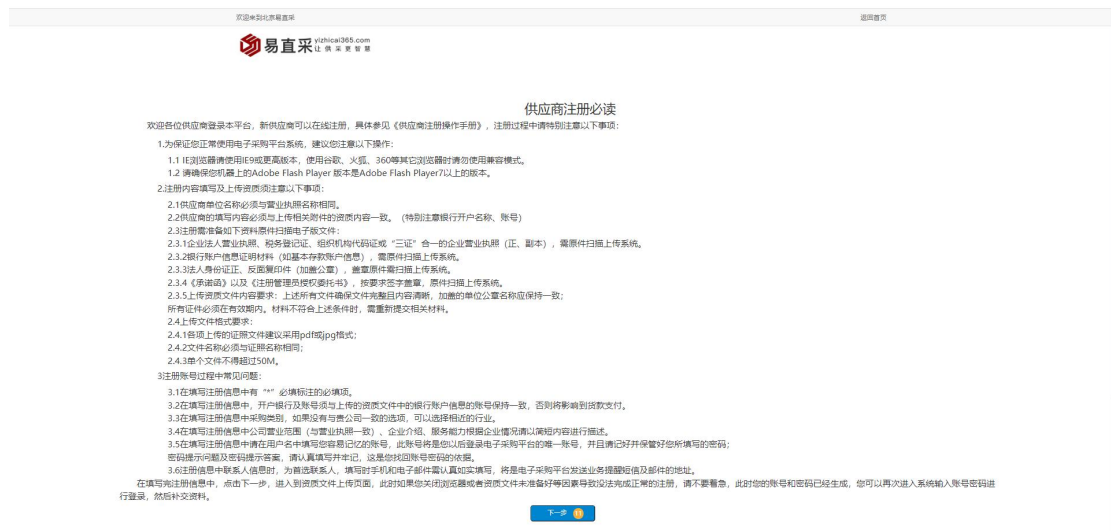 欢迎来到北京易直采
返回首页
易直采 yizhicai365.com
让供采更智慧
供应商注册必读
欢迎各位供应商登录本平台，新供应商可以在线注册，具体参见《供应商注册操作手册》，注册过程中请特别注意以下事项：
1.为保证您正常使用电子采购平台系统，建议您注意以下操作：
1.1 IE浏览器请使用IE9或更高版本，使用谷歌、火狐、360等其它浏览器时请勿使用兼容模式。
1.2 请确保您机器上的Adobe Flash Player 版本是Adobe Flash Player7以上的版本。
2.注册内容填写及上传资质须注意以下事项：
2.1供应商单位名称必须与营业执照名称相同。
2.2供应商的填写内容必须与上传相关附件的资质内容一致。（特别注意银行开户名称、账号）
2.3注册需准备如下资料原件扫描电子版文件：
2.3.1企业法人营业执照、税务登记证、组织机构代码证或“三证”合一的企业营业执照（正、副本），需原件扫描上传系统。
2.3.2银行账户信息证明材料（如基本存款账户信息），需原件扫描上传系统。
2.3.3法人身份证正、反面复印件（加盖公章），盖章原件需扫描上传系统。
2.3.4《承诺函》以及《注册管理员授权委托书》，按要求签字盖章，原件扫描上传系统。
2.3.5上传资质文件内容要求：上述所有文件确保文件完整且内容清晰，加盖的单位公章名称应保持一致；
所有证件必须在有效期内。材料不符合上述条件时，需重新提交相关材料。
2.4上传文件格式要求：
2.4.1各项上传的证照文件建议采用pdf或jpg格式；
2.4.2文件名称必须与证照名称相同；
2.4.3单个文件不得超过50M。
3注册账号过程中常见问题：
3.1在填写注册信息中有“*”必填标注的必填项。
3.2在填写注册信息中，开户银行及账号须与上传的资质文件中的银行账户信息的账号保持一致，否则将影响到货款支付。
3.3在填写注册信息中采购类别，如果没有与贵公司一致的选项，可以选择相近的行业。
3.4在填写注册信息中公司营业范围（与营业执照一致）、企业介绍、服务能力根据企业情况请以简短内容进行描述。
3.5在填写注册信息中请在用户名中填写您容易记忆的账号，此账号将是您以后登录电子采购平台的唯一账号，并且请记好并保管好您所填写的密码；
密码提示问题及密码提示答案，请认真填写并牢记，这是您找回账号密码的依据。
3.6注册信息中联系人信息时，为首选联系人，填写时手机和电子邮件需认真如实填写，将是电子采购平台发送业务提醒短信及邮件的地址。
在填写完注册信息中，点击下一步，进入到资质文件上传页面，此时如果您关闭浏览器或者资质文件未准备好等因素导致没法完成正常的注册，请不要着急，此时您的账号和密码已经生成，您可以再次进入系统输入账号密码进
行登录，然后补交资料。
下一步 11